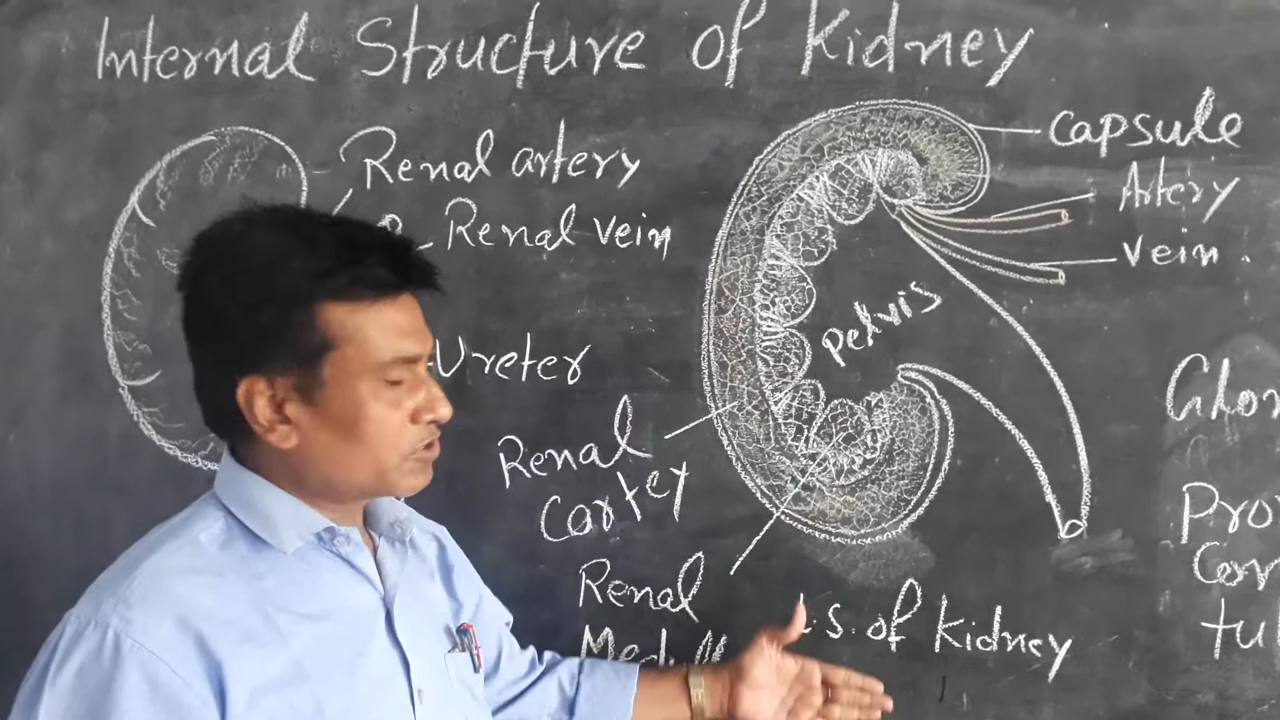 Internal Structure of Kidney
Renal artery
Renal vein
Ureter
Capsule
Artery
Vein.
Pelvis
Renal
Cortex
Renal
L.S. of Kidney